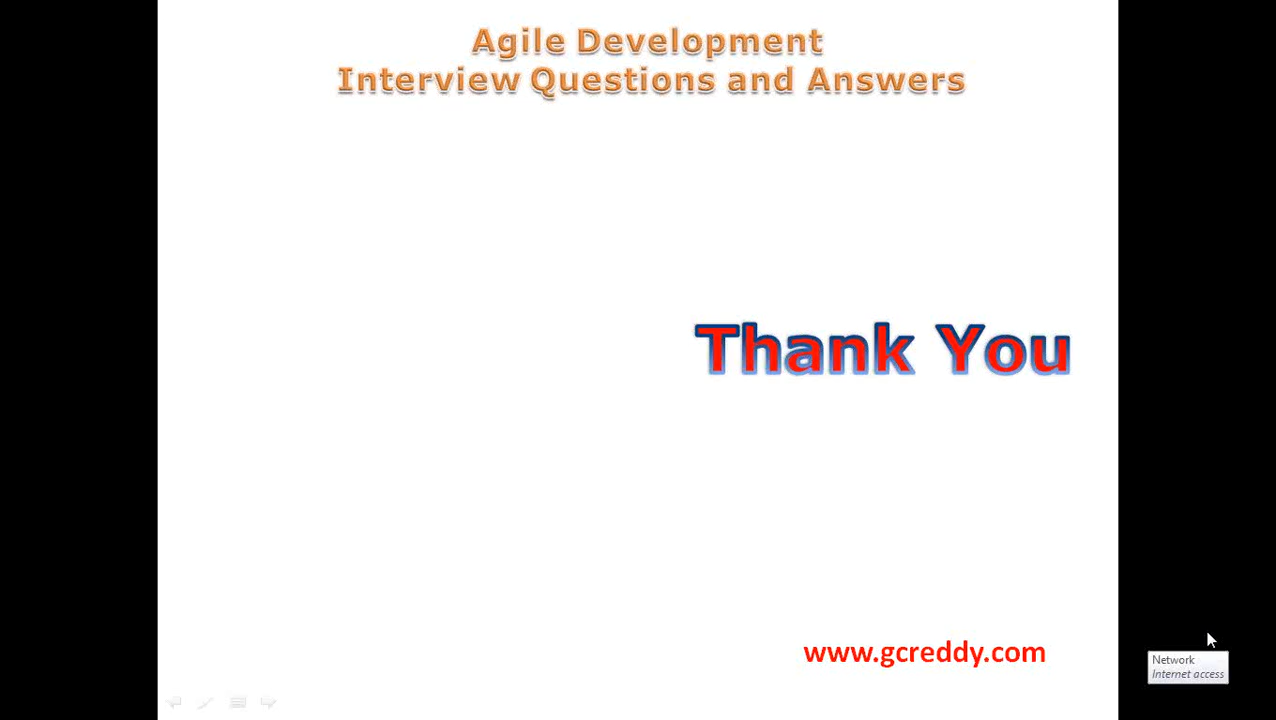 Agile Development
Interview Questions and Answers
Thank You
www.gcreddy.com
Network
Internet access